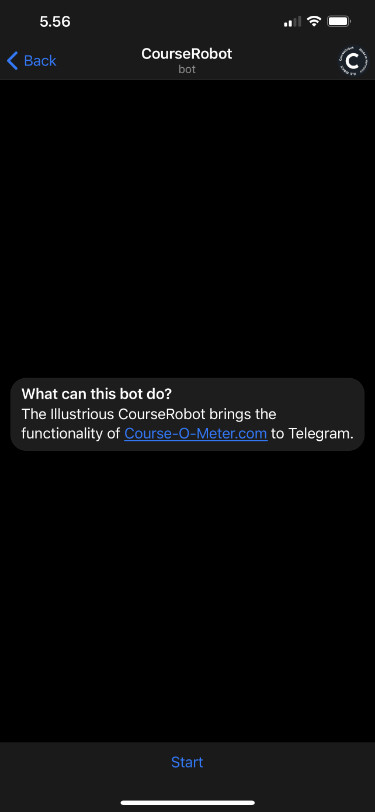 5.56
Back
CourseRobot
bot
C
What can this bot do?
The Illustrious CourseRobot brings the
functionality of Course-O-Meter.com to Telegram.
Start